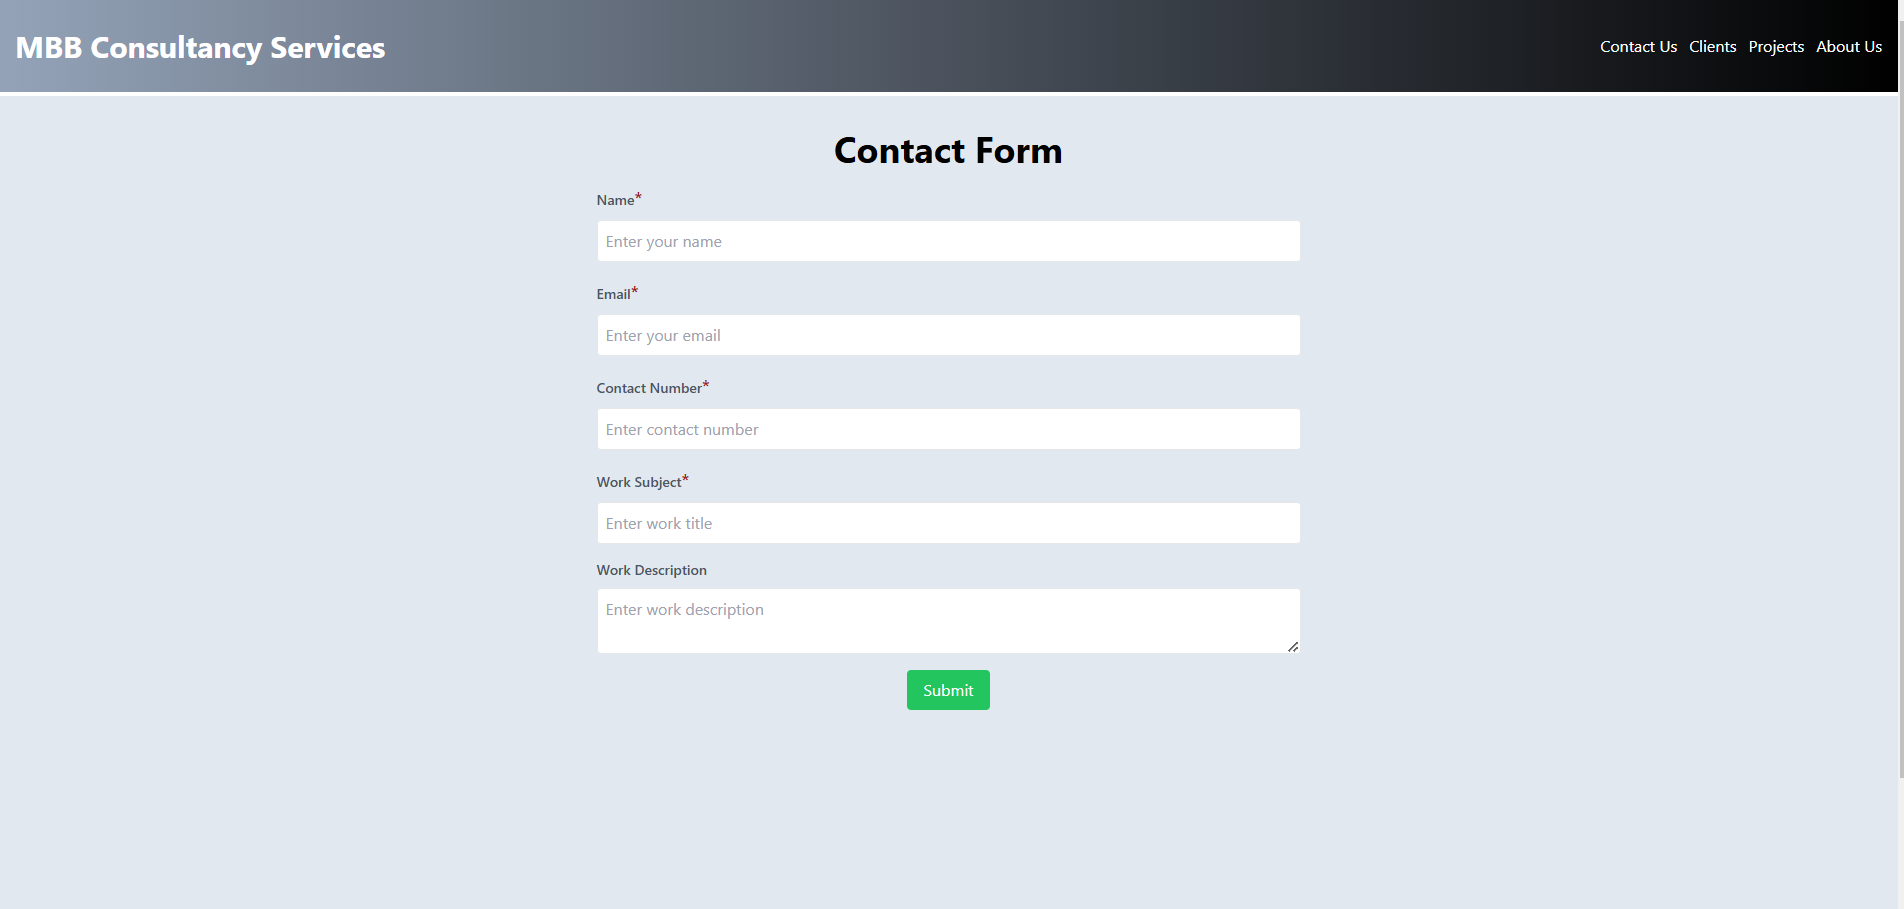 MBB Consultancy Services
Contact Us Clients Projects About Us
Contact Form
Name*
Enter your name
Email*
Enter your email
Contact Number*
Enter contact number
Work Subject*
Enter work title
Work Description
Enter work description
Submit